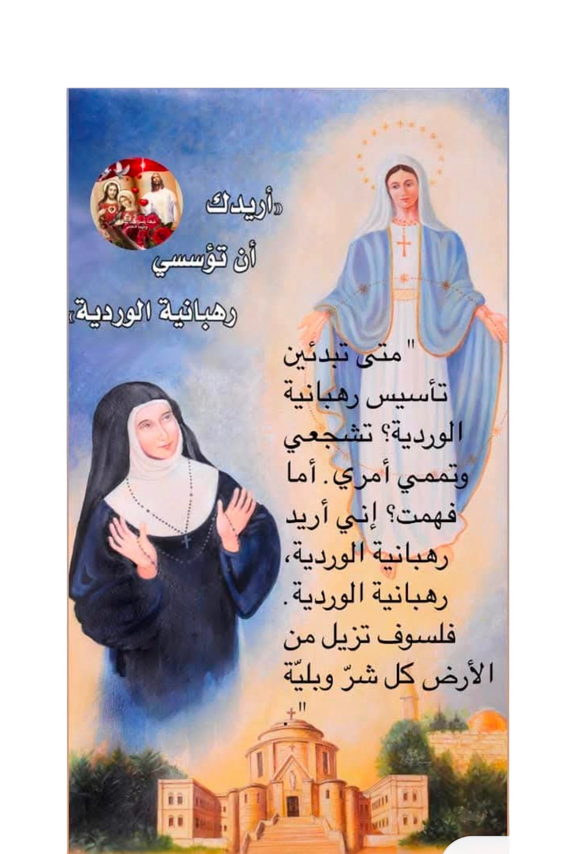 «أريدك
أن تؤسسي
رهبانية الوردية»
"متى تبدئين
تأسيس رهبانية
الوردية؟ تشجعي
وتممي أمري. أما
فهمت؟ إني أريد
رهبانية الوردية،
رهبانية الوردية.
فلسوف تزيل من
الأرض كل شرّ وبليّة
."